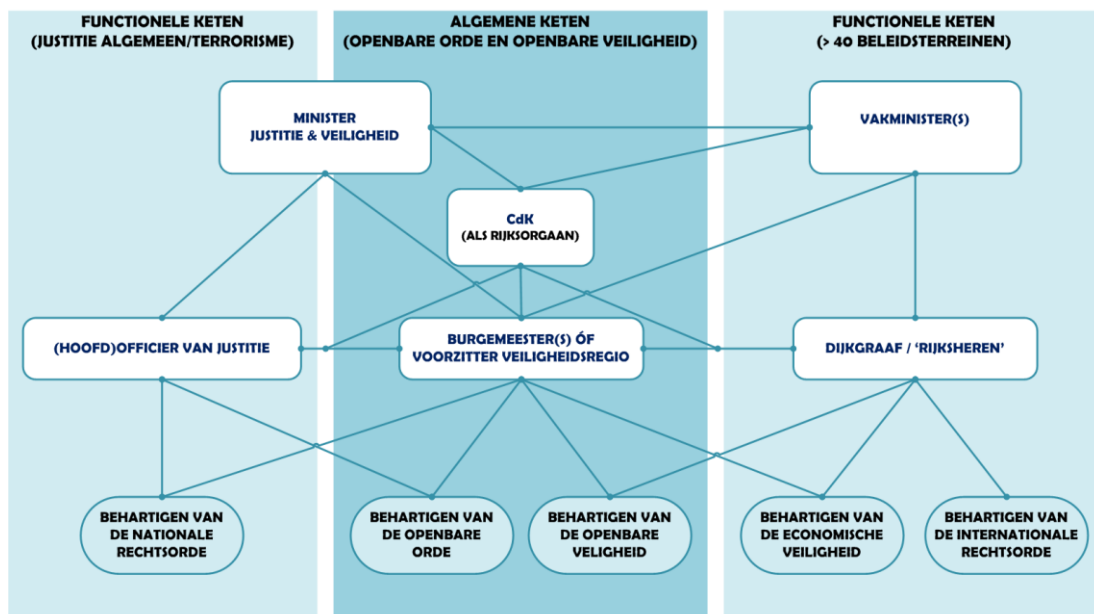 FUNCTIONELE KETEN
(JUSTITIE ALGEMEEN/TERRORISME)
ALGEMENE KETEN
(OPENBARE ORDE EN OPENBARE VEILIGHEID)
FUNCTIONELE KETEN
(> 40 BELEIDSTERREINEN)
MINISTER
JUSTITIE & VEILIGHEID
VAKMINISTER(S)
CdK
(ALS RIJKSORGAAN)
(HOOFD)OFFICIER VAN JUSTITIE
BURGEMEESTER(S) ÓF
VOORZITTER VEILIGHEIDSREGIO
DIJKGRAAF / ‘RIJKSHEREN’
BEHARTIGEN VAN
DE NATIONALE
RECHTSORDE
BEHARTIGEN VAN
DE OPENBARE
ORDE
BEHARTIGEN VAN
DE OPENBARE
VELIGHEID
BEHARTIGEN VAN
DE ECONOMISCHE
VEILIGHEID
BEHARTIGEN VAN
DE INTERNATIONALE
RECHTSORDE